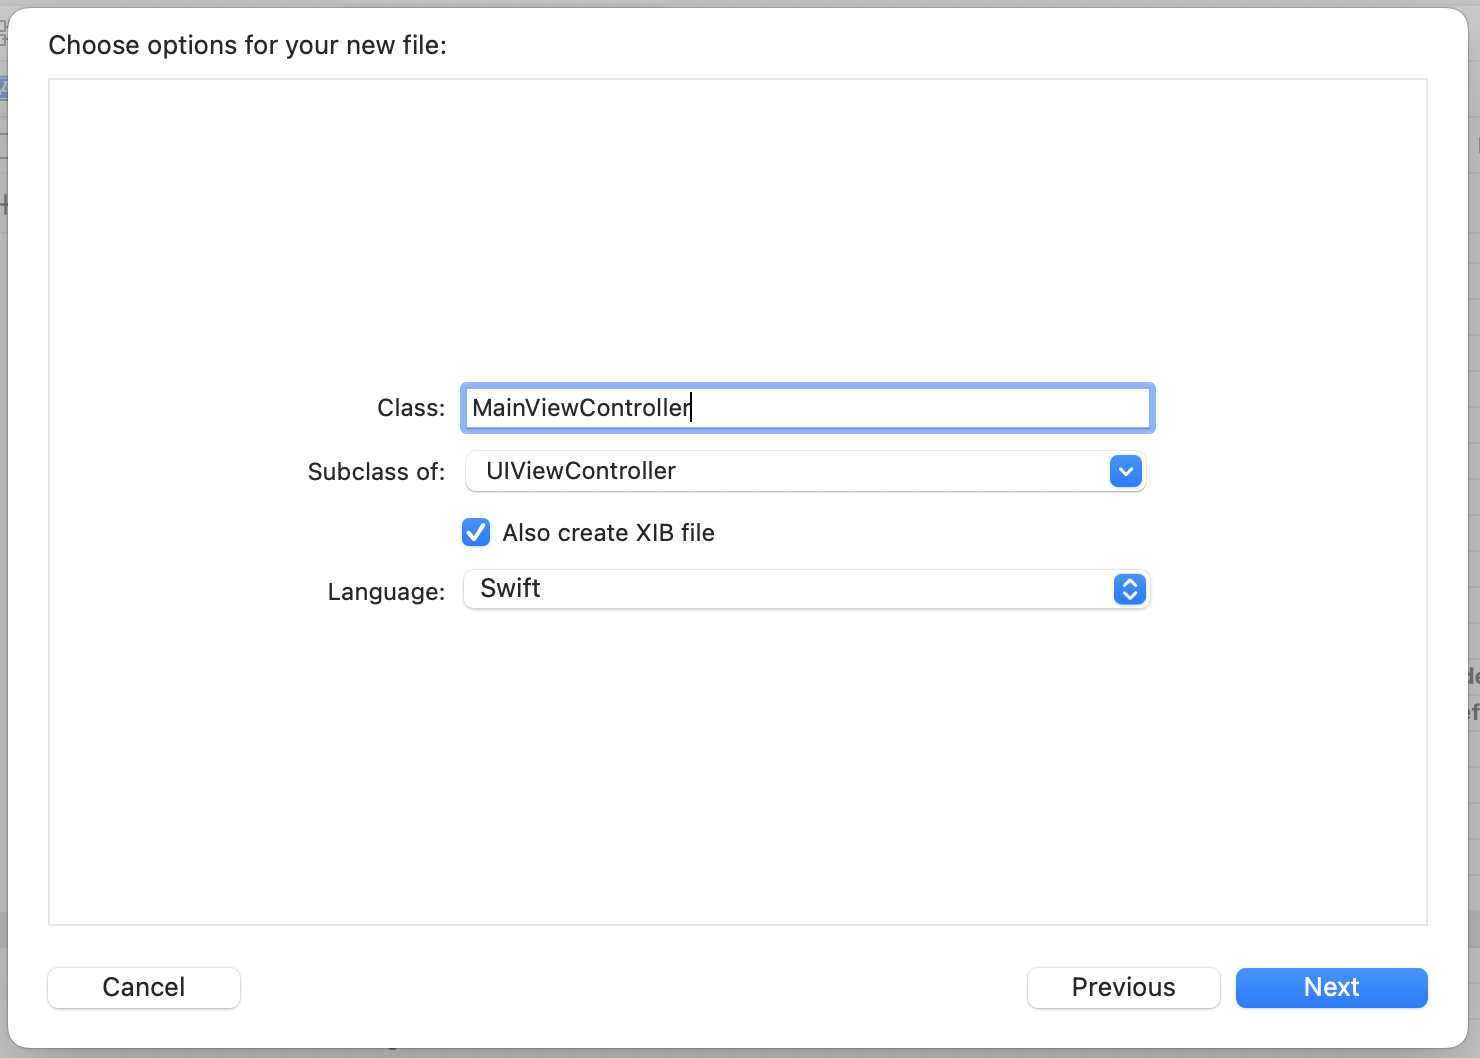 Choose options for your new file:
Class: MainViewController
Subclass of: UIViewController
Also create XIB file
Language: Swift
Cancel Previous Next